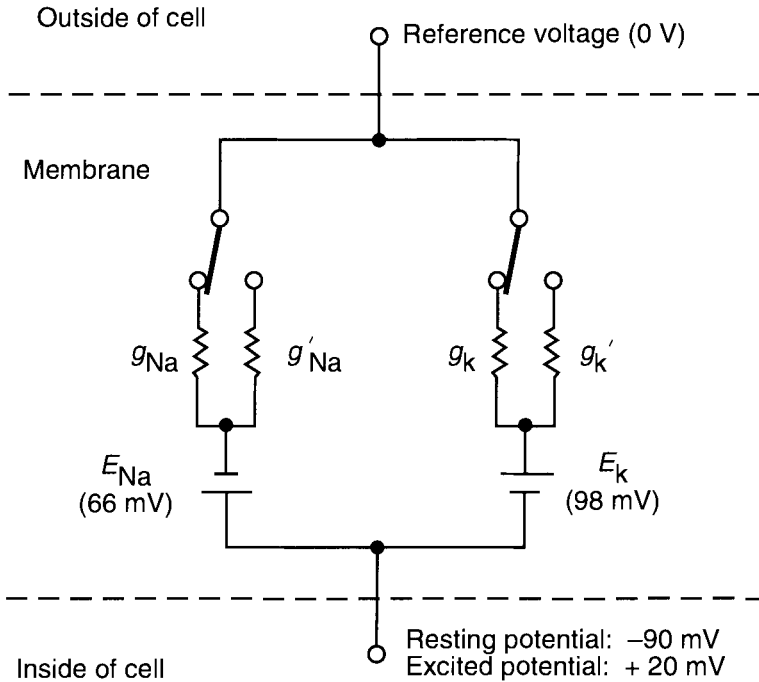 Outside of cell
Reference voltage (0 V)
Membrane
gNa
g′Na
gk
gk′
ENa
(66 mV)
Ek
(98 mV)
Resting potential: –90 mV
Excited potential: + 20 mV
Inside of cell